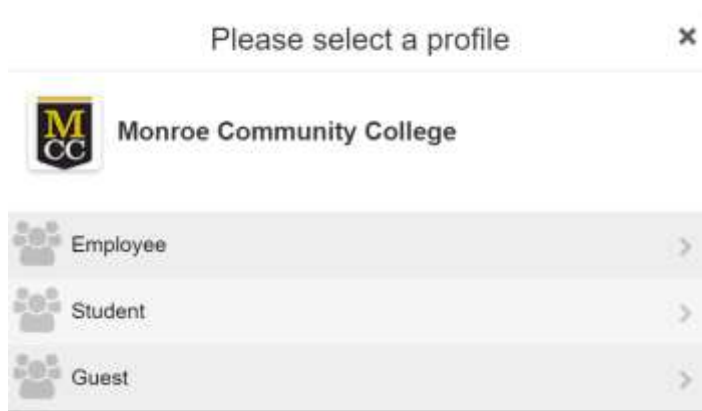 Please select a profile
M
CC
Monroe Community College
Employee
Student
Guest